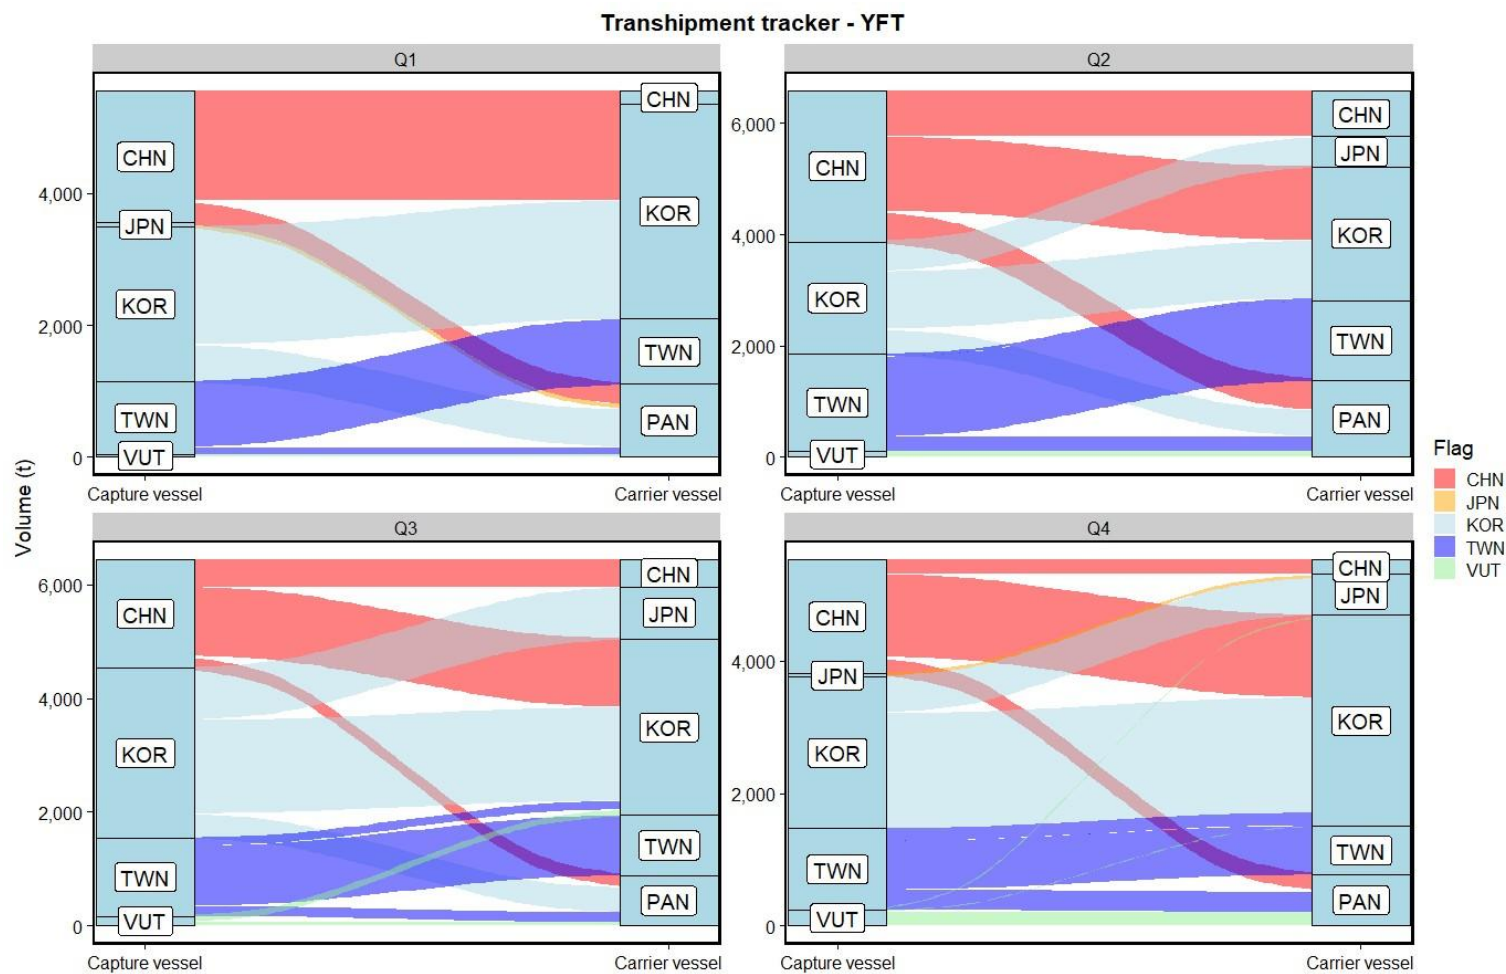 Transhipment tracker - YFT
Volume (t)
Q1
4,000
2,000
0
CHN
JPN
KOR
TWN
VUT
CHN
KOR
TWN
PAN
Capture vessel
Carrier vessel
Q2
6,000
4,000
2,000
0
CHN
KOR
TWN
VUT
CHN
JPN
KOR
TWN
PAN
Capture vessel
Carrier vessel
Q3
6,000
4,000
2,000
0
CHN
KOR
TWN
VUT
CHN
JPN
KOR
TWN
PAN
Capture vessel
Carrier vessel
Q4
4,000
2,000
0
CHN
JPN
KOR
TWN
VUT
CHN
JPN
KOR
TWN
PAN
Capture vessel
Carrier vessel
Flag
CHN
JPN
KOR
TWN
VUT